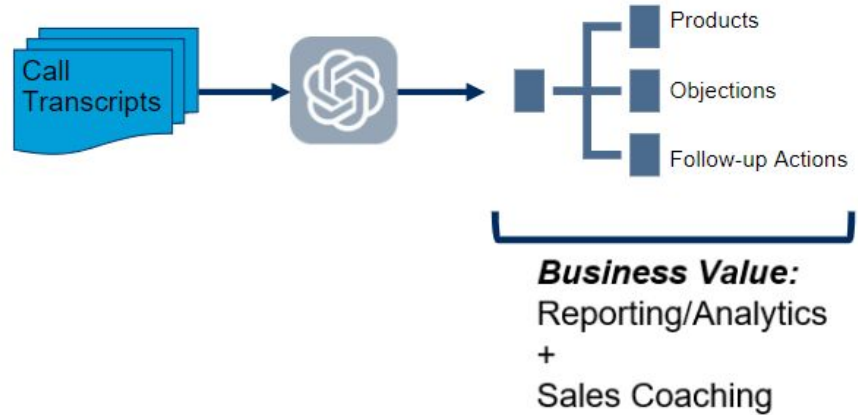 Call
Transcripts
Products
Objections
Follow-up Actions
Business Value:
Reporting/Analytics
+
Sales Coaching